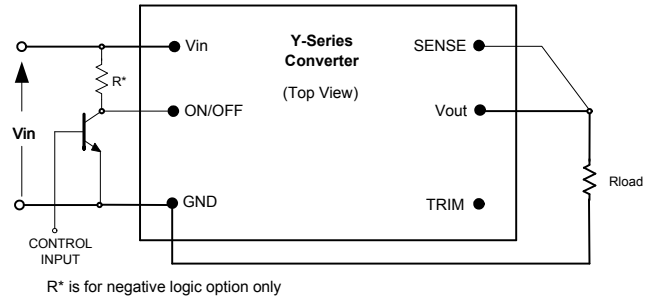 Y-Series
Converter
(Top View)
Vin
SENSE
R*
ON/OFF
Vout
Vin
GND
TRIM
Rload
CONTROL
INPUT
R* is for negative logic option only